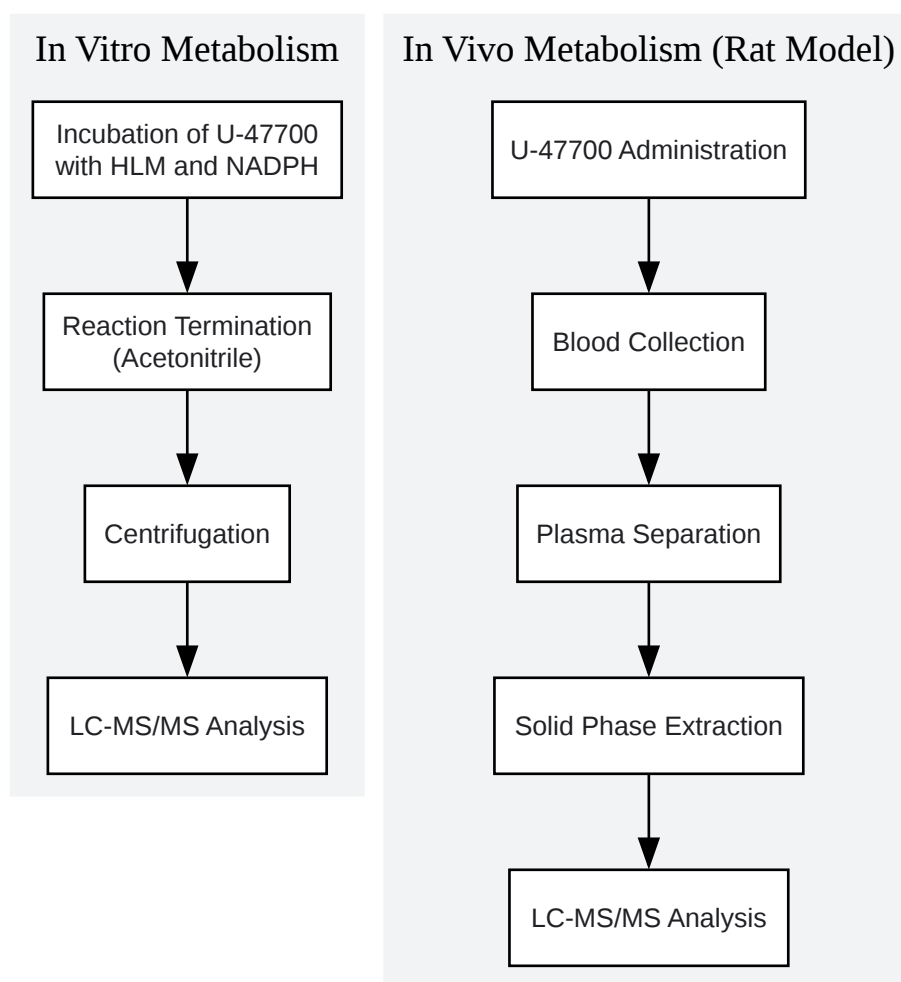 In Vitro Metabolism
Incubation of U-47700
with HLM and NADPH
Reaction Termination
(Acetonitrile)
Centrifugation
LC-MS/MS Analysis
In Vivo Metabolism (Rat Model)
U-47700 Administration
Blood Collection
Plasma Separation
Solid Phase Extraction
LC-MS/MS Analysis